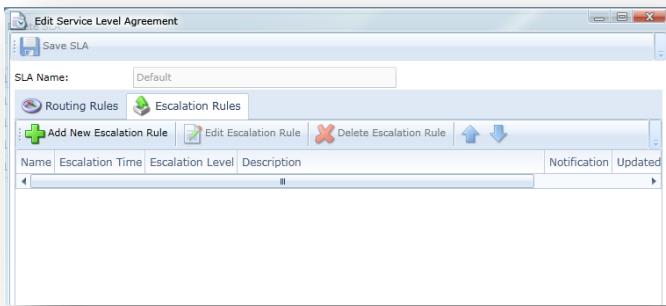 Edit Service Level Agreement
Save SLA
SLA Name: Default
Routing Rules Escalation Rules
Add New Escalation Rule Edit Escalation Rule Delete Escalation Rule
Name Escalation Time Escalation Level Description Notification Updated